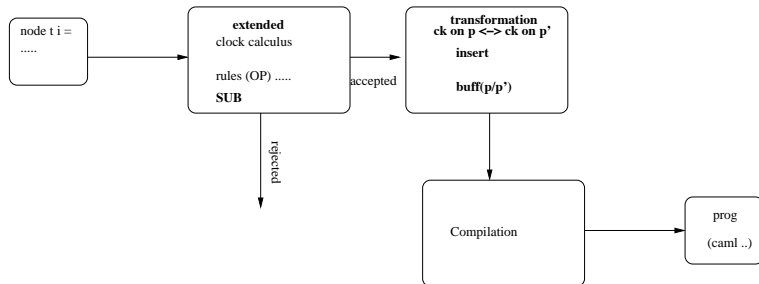 node t i =
.....
extended
clock calculus
rules (OP) .....
SUB
accepted
rejected
transformation
ck on p <-> ck on p'
insert
buff(p/p')
Compilation
prog
(caml ..)